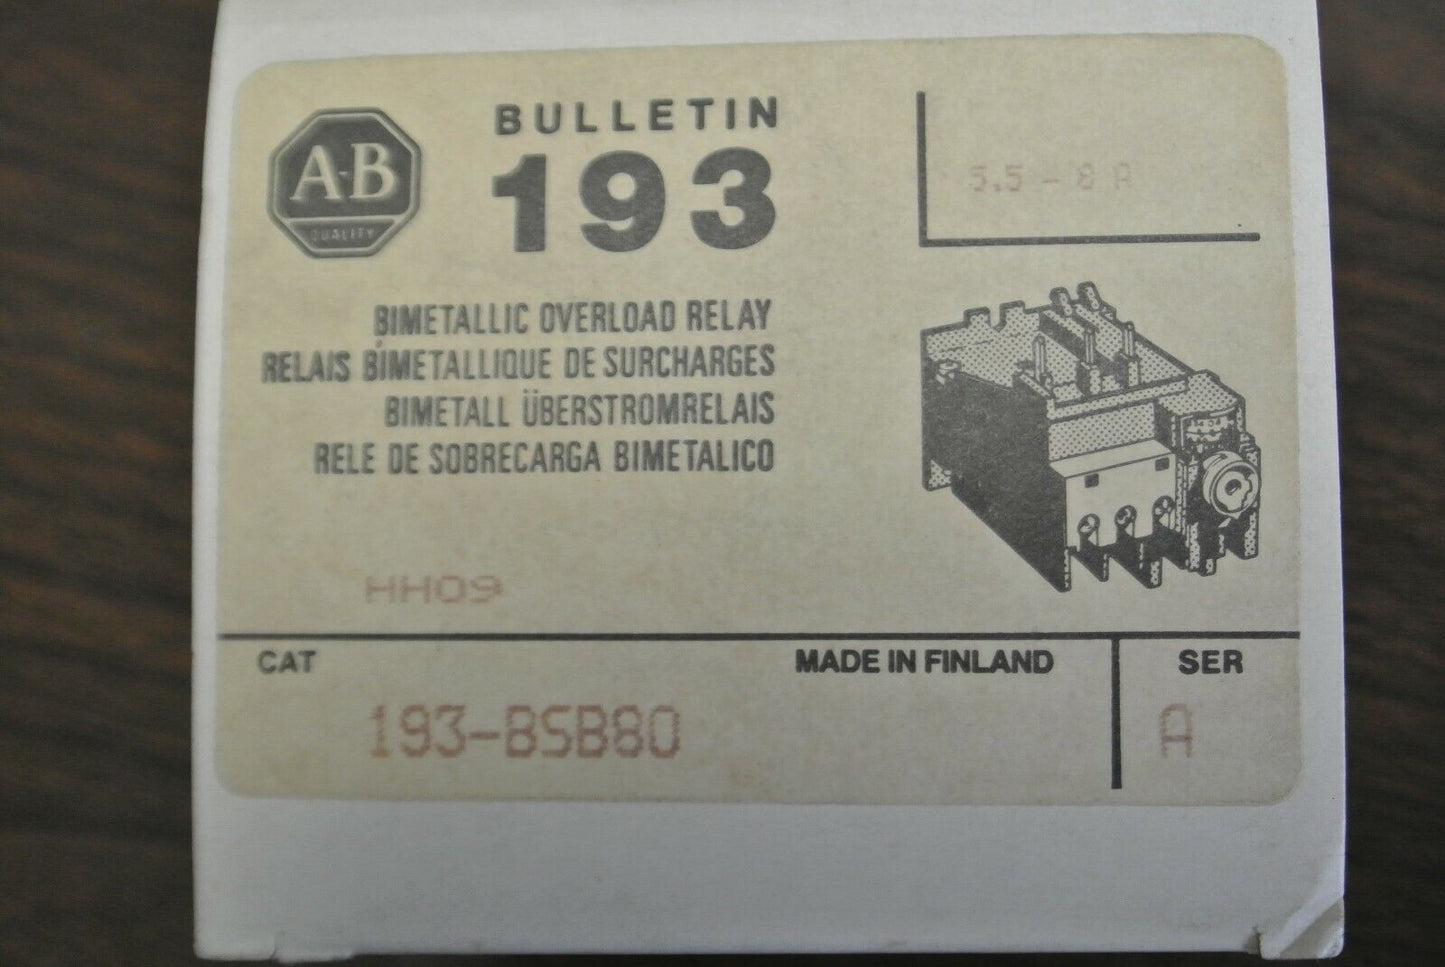 A-B
QUALITY
BULLETIN
193
5.5 - 8 A
BIMETALLIC OVERLOAD RELAY
RELAIS BIMETALLIQUE DE SURCHARGES
BIMETALL ÜBERSTROMRELAIS
RELE DE SOBRECARGA BIMETALICO
HH09
CAT
MADE IN FINLAND
SER
193-BSB80
A